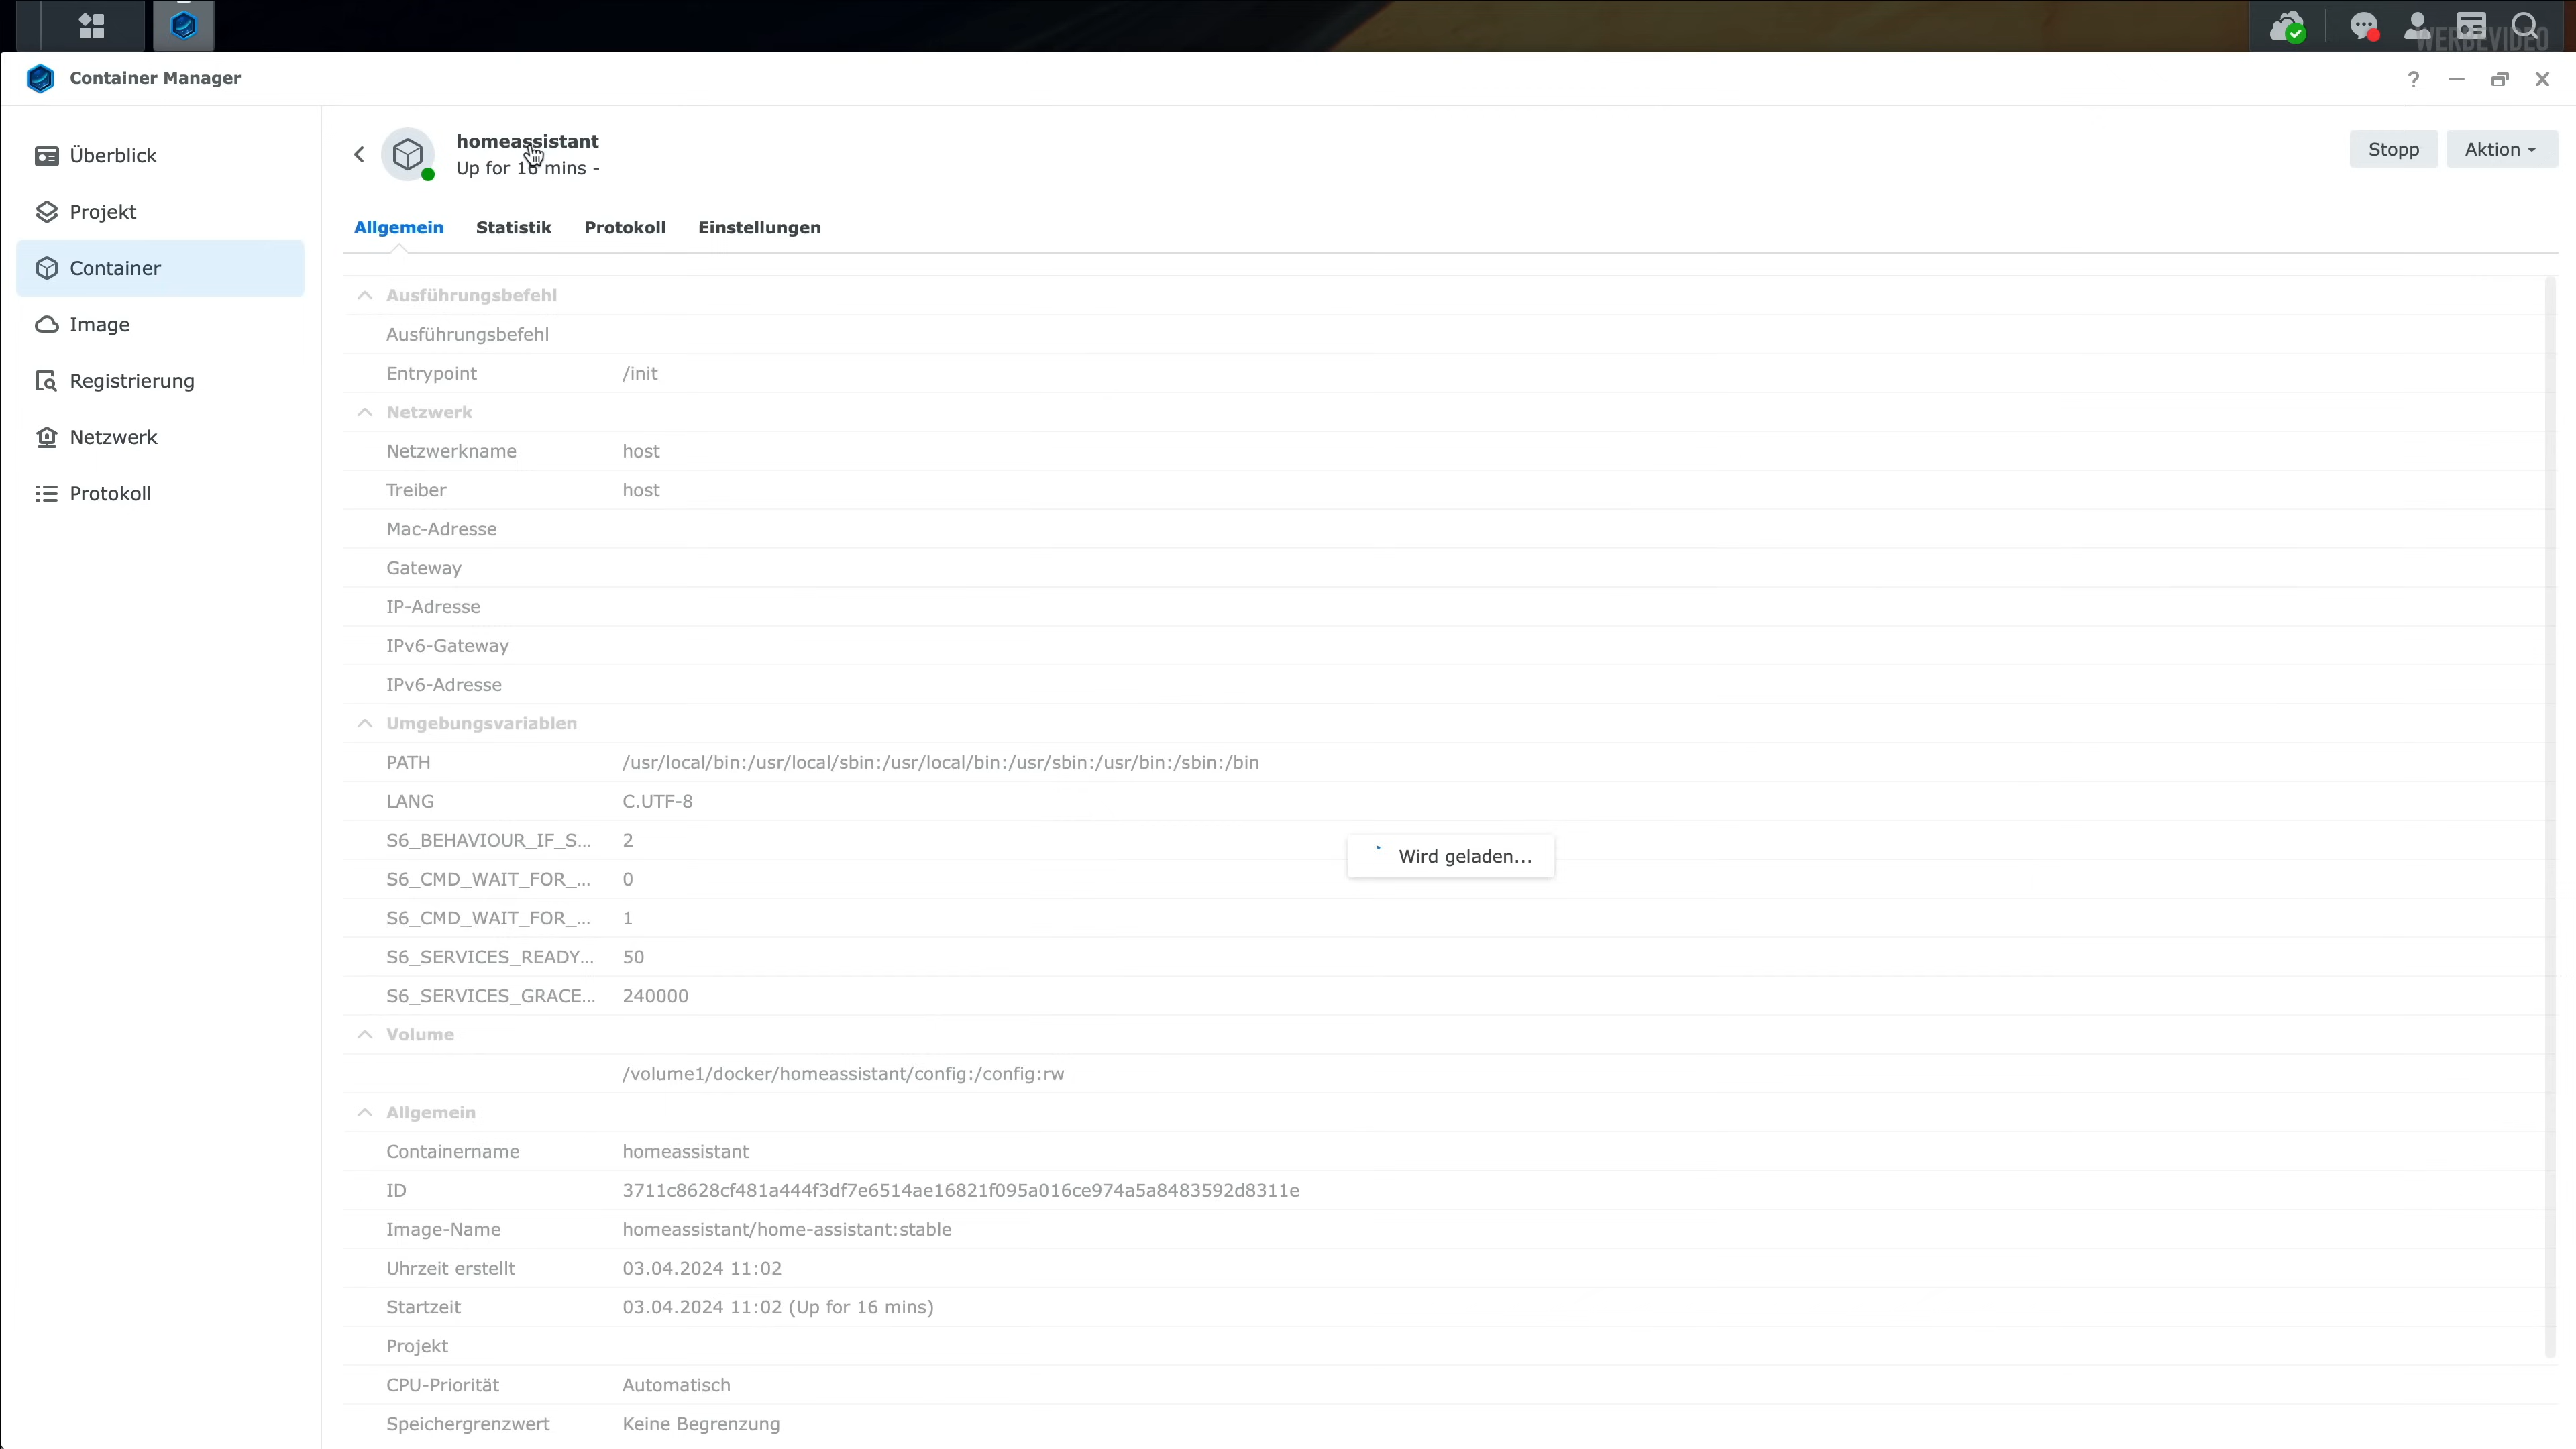 WERBEVIDEO
Container Manager
?
homeassistant
Up for 16 mins -
Stopp
Aktion
Überblick
Projekt
Container
Image
Registrierung
Netzwerk
Protokoll
Allgemein Statistik Protokoll Einstellungen
Ausführungsbefehl
Ausführungsbefehl
Entrypoint /init
Netzwerk
Netzwerkname host
Treiber host
Mac-Adresse
Gateway
IP-Adresse
IPv6-Gateway
IPv6-Adresse
Umgebungsvariablen
PATH /usr/local/bin:/usr/local/sbin:/usr/local/bin:/usr/sbin:/usr/bin:/sbin:/bin
LANG C.UTF-8
S6_BEHAVIOUR_IF_S... 2
S6_CMD_WAIT_FOR_... 0
S6_CMD_WAIT_FOR_... 1
S6_SERVICES_READY... 50
S6_SERVICES_GRACE... 240000
Wird geladen...
Volume
/volume1/docker/homeassistant/config:/config:rw
Allgemein
Containername homeassistant
ID 3711c8628cf481a444f3df7e6514ae16821f095a016ce974a5a8483592d8311e
Image-Name homeassistant/home-assistant:stable
Uhrzeit erstellt 03.04.2024 11:02
Startzeit 03.04.2024 11:02 (Up for 16 mins)
Projekt
CPU-Priorität Automatisch
Speichergrenzwert Keine Begrenzung